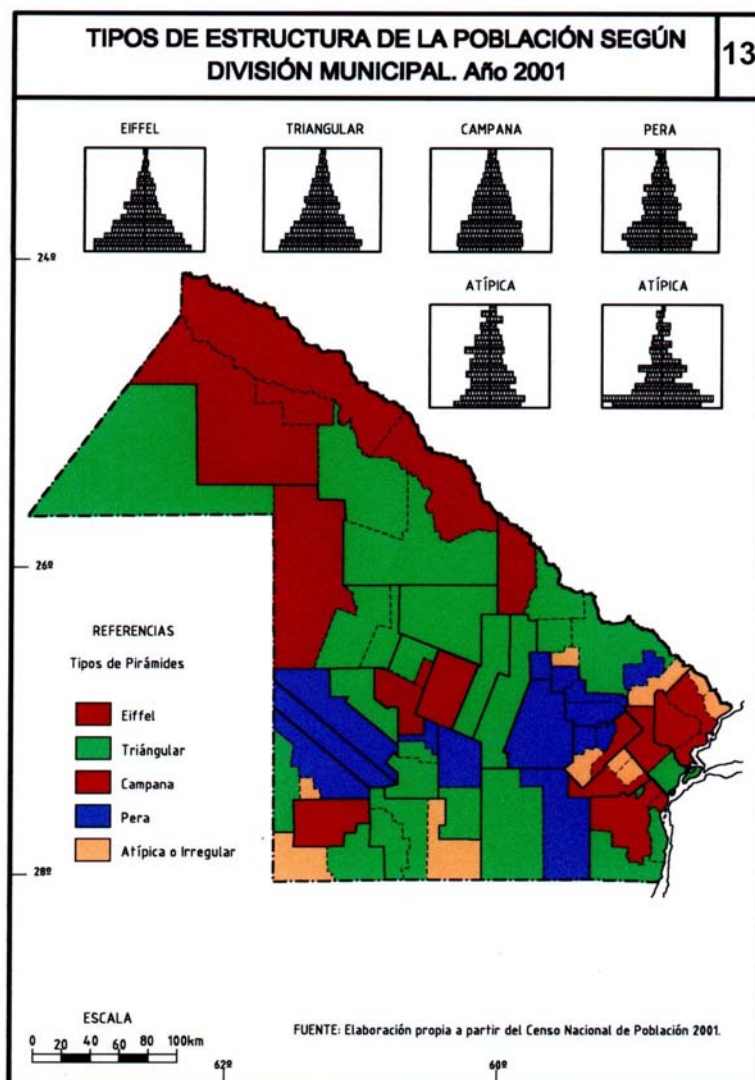 TIPOS DE ESTRUCTURA DE LA POBLACIÓN SEGÚN
DIVISIÓN MUNICIPAL. Año 2001
13
EIFFEL
TRIANGULAR
CAMPANA
PERA
24º
ATÍPICA
ATÍPICA
26º
REFERENCIAS
Tipos de Pirámides
Eiffel
Triángular
Campana
Pera
Atípica o Irregular
28º
ESCALA
0 20 40 60 80 100km
FUENTE: Elaboración propia a partir del Censo Nacional de Población 2001.
62º
60º